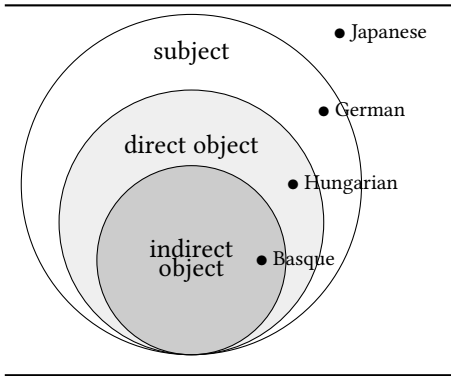 ● Japanese
subject
● German
direct object
● Hungarian
indirect
object
● Basque